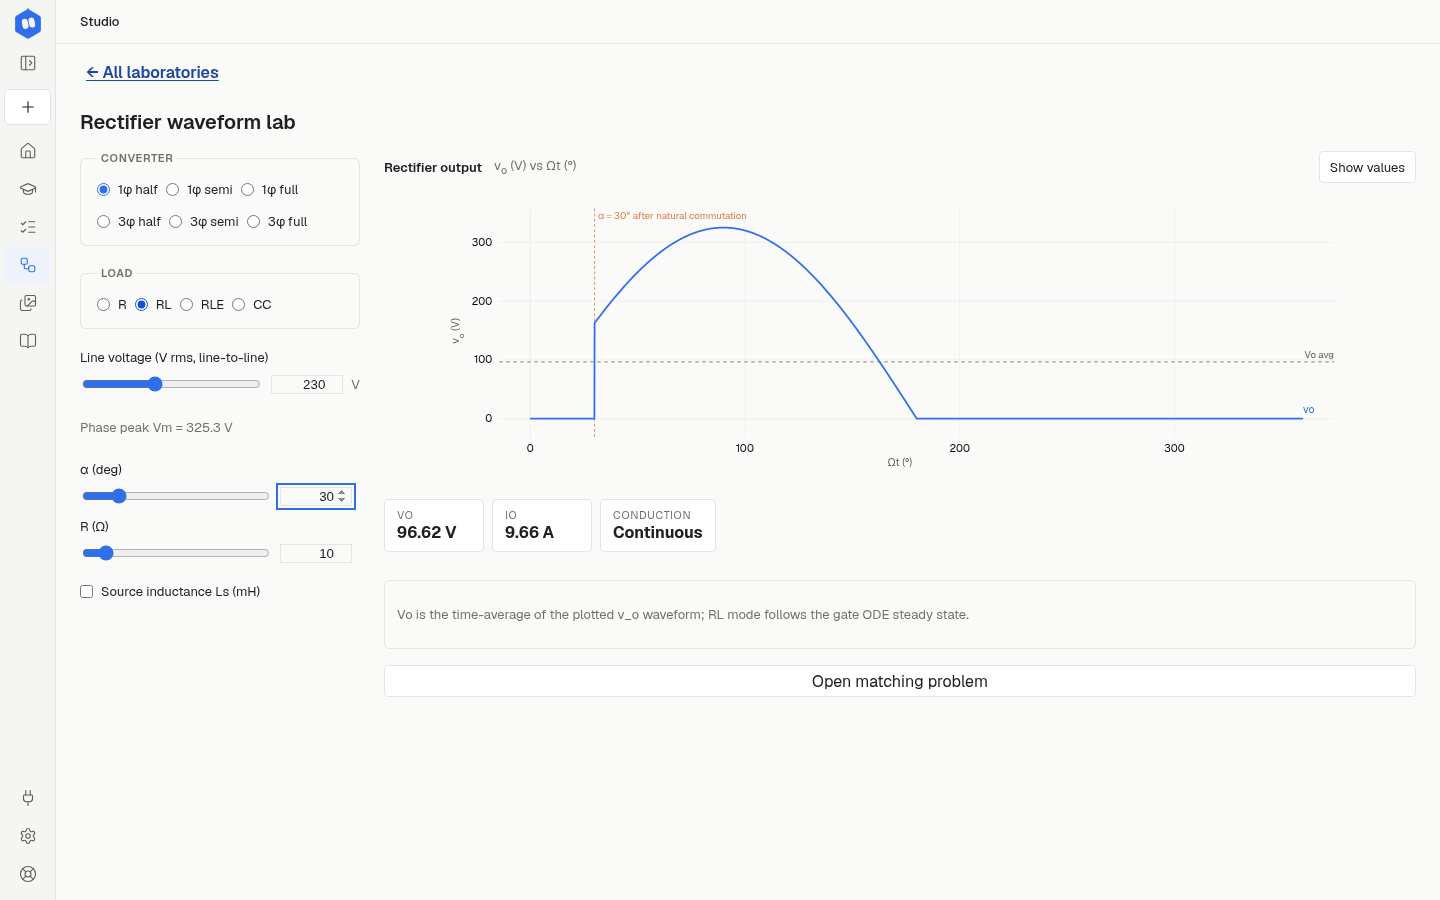 Studio
← All laboratories
Rectifier waveform lab
CONVERTER
1φ half 1φ semi 1φ full
3φ half 3φ semi 3φ full
LOAD
R RL RLE CC
Line voltage (V rms, line-to-line)
230 V
Phase peak Vm = 325.3 V
α (deg)
30
R (Ω)
10
Source inductance Ls (mH)
Rectifier output vo (V) vs Ωt (°)
Show values
α = 30° after natural commutation
300
200
100
0
vo (V)
Vo avg
vo
0 100 200 300
Ωt (°)
VO
96.62 V
IO
9.66 A
CONDUCTION
Continuous
Vo is the time-average of the plotted v_o waveform; RL mode follows the gate ODE steady state.
Open matching problem